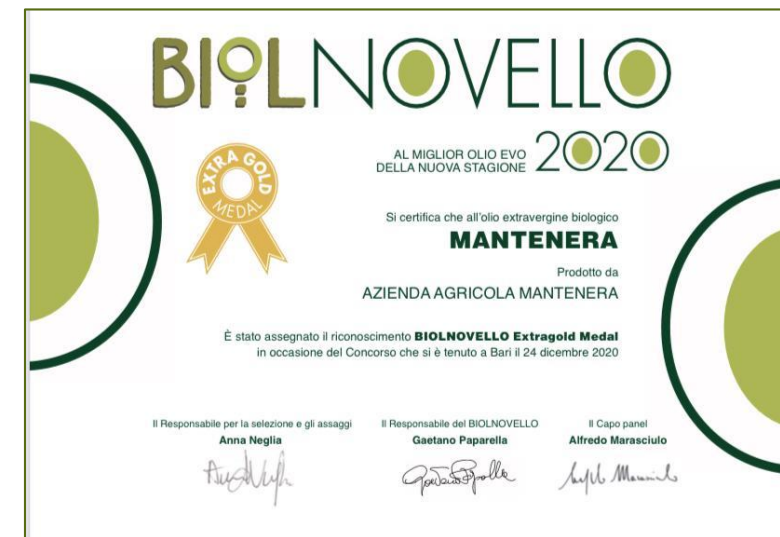 BIOLNOVELLO
AL MIGLIOR OLIO EVO
DELLA NUOVA STAGIONE 2020
EXTRA GOLD
MEDAL
Si certifica che all'olio extravergine biologico
MANTENERA
Prodotto da
AZIENDA AGRICOLA MANTENERA
È stato assegnato il riconoscimento BIOLNOVELLO Extragold Medal
in occasione del Concorso che si è tenuto a Bari il 24 dicembre 2020
Il Responsabile per la selezione e gli assaggi
Anna Neglia
Il Responsabile del BIOLNOVELLO
Gaetano Paparella
Il Capo panel
Alfredo Marasciulo